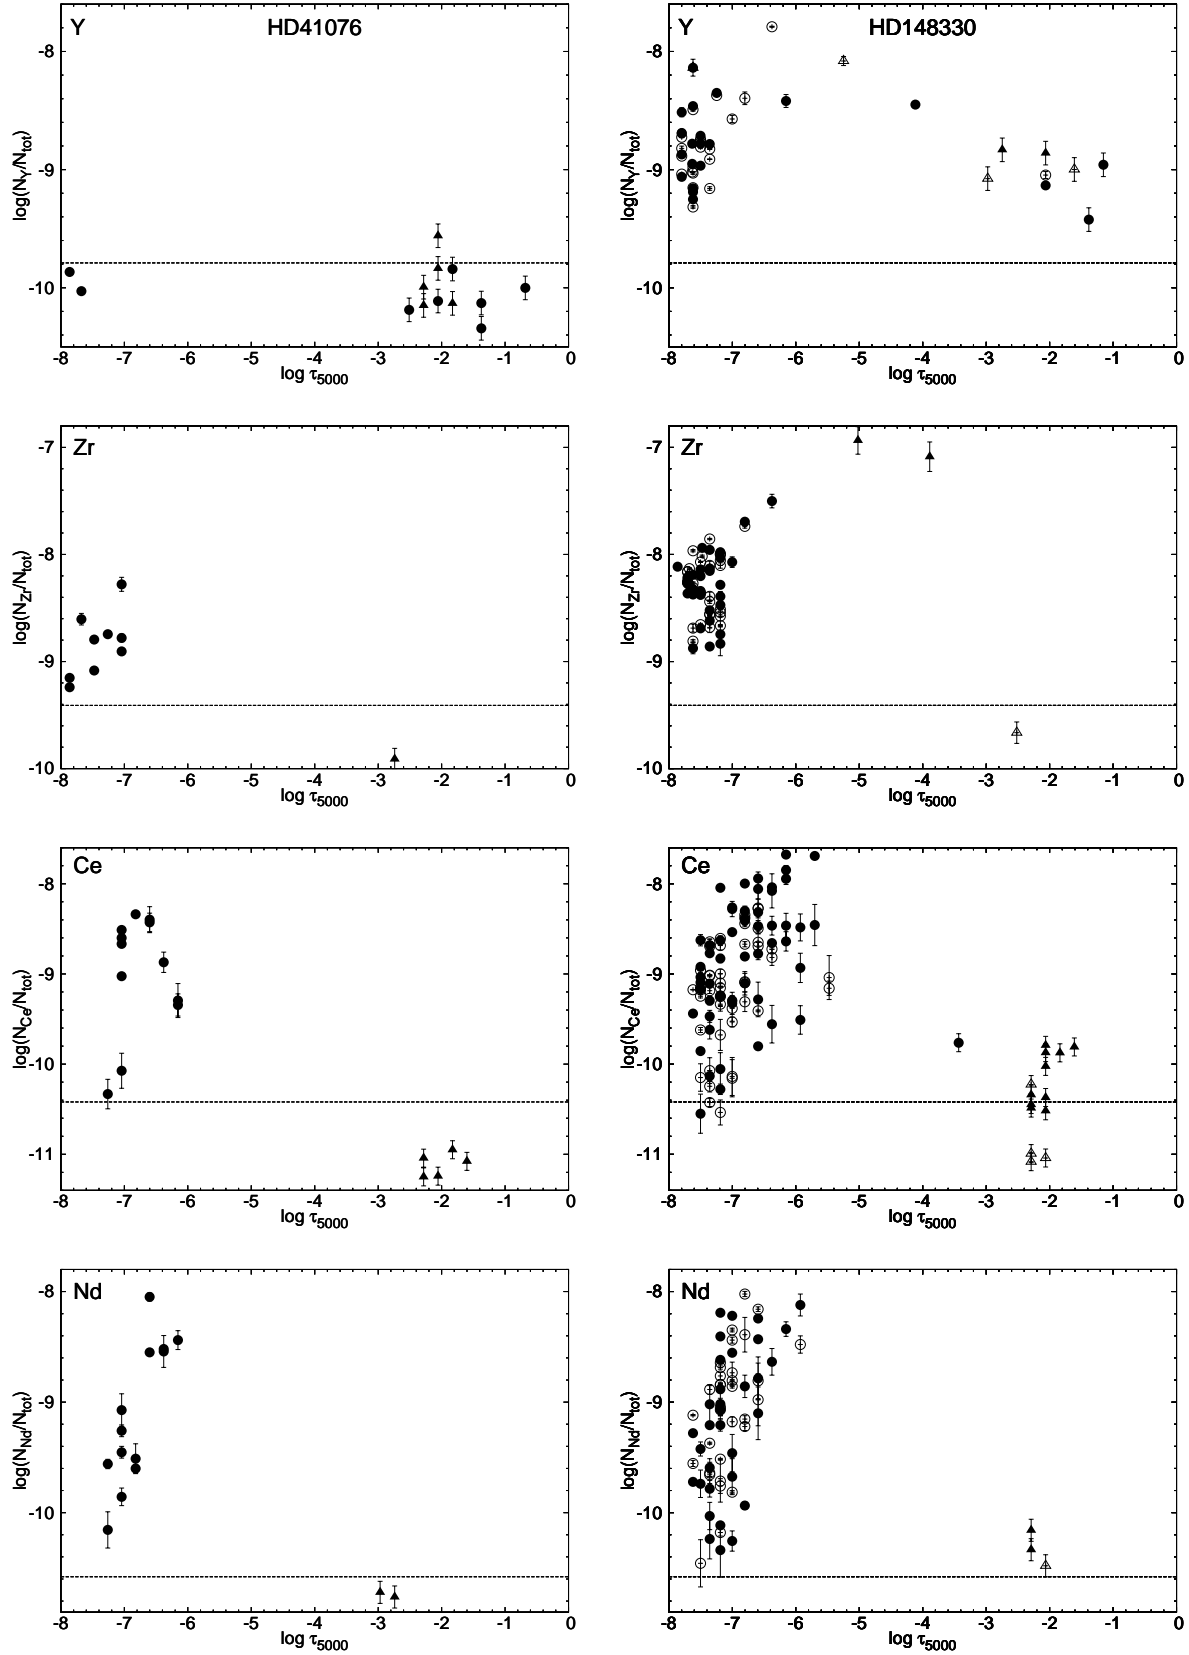 Y HD41076 Y HD148330
-8 -8
-9 -9
log(N_Y/N_tot) log(N_Y/N_tot)
-10 -10
-8 -7 -6 -5 -4 -3 -2 -1 0 -8 -7 -6 -5 -4 -3 -2 -1 0
log τ_5000 log τ_5000
Zr Zr
-7 -7
-8 -8
log(N_Zr/N_tot) log(N_Zr/N_tot)
-9 -9
-10 -10
-8 -7 -6 -5 -4 -3 -2 -1 0 -8 -7 -6 -5 -4 -3 -2 -1 0
log τ_5000 log τ_5000
Ce Ce
-8 -8
-9 -9
log(N_Ce/N_tot) log(N_Ce/N_tot)
-10 -10
-11 -11
-8 -7 -6 -5 -4 -3 -2 -1 0 -8 -7 -6 -5 -4 -3 -2 -1 0
log τ_5000 log τ_5000
Nd Nd
-8 -8
-9 -9
log(N_Nd/N_tot) log(N_Nd/N_tot)
-10 -10
-8 -7 -6 -5 -4 -3 -2 -1 0 -8 -7 -6 -5 -4 -3 -2 -1 0
log τ_5000 log τ_5000